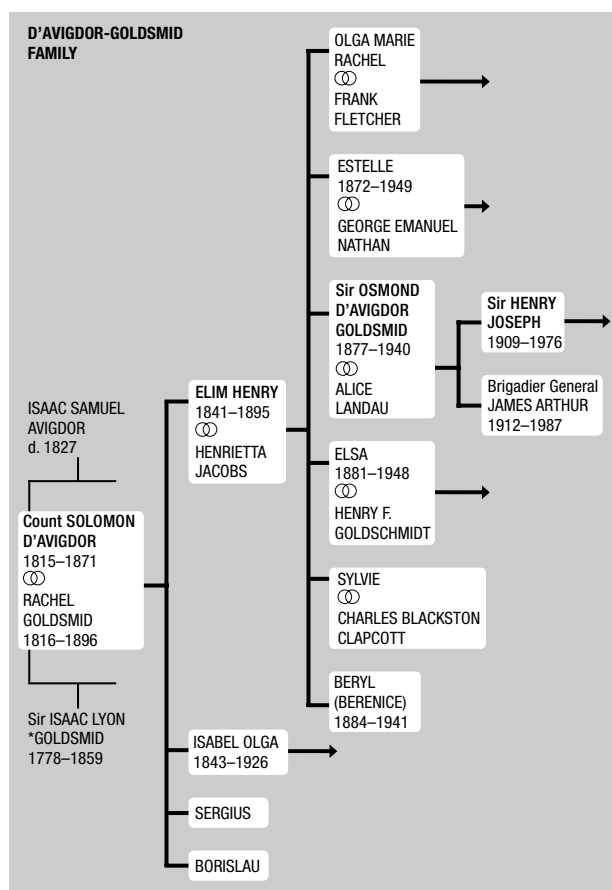 D'AVIGDOR-GOLDSMID
FAMILY
ISAAC SAMUEL
AVIGDOR
d. 1827
Count SOLOMON
D'AVIGDOR
1815–1871
RACHEL
GOLDSMID
1816–1896
Sir ISAAC LYON
*GOLDSMID
1778–1859
ELIM HENRY
1841–1895
HENRIETTA
JACOBS
ISABEL OLGA
1843–1926
SERGIUS
BORISLAU
OLGA MARIE
RACHEL
FRANK
FLETCHER
ESTELLE
1872–1949
GEORGE EMANUEL
NATHAN
Sir OSMOND
D'AVIGDOR
GOLDSMID
1877–1940
ALICE
LANDAU
ELSA
1881–1948
HENRY F.
GOLDSCHMIDT
SYLVIE
CHARLES BLACKSTON
CLAPCOTT
BERYL
(BERENICE)
1884–1941
Sir HENRY
JOSEPH
1909–1976
Brigadier General
JAMES ARTHUR
1912–1987